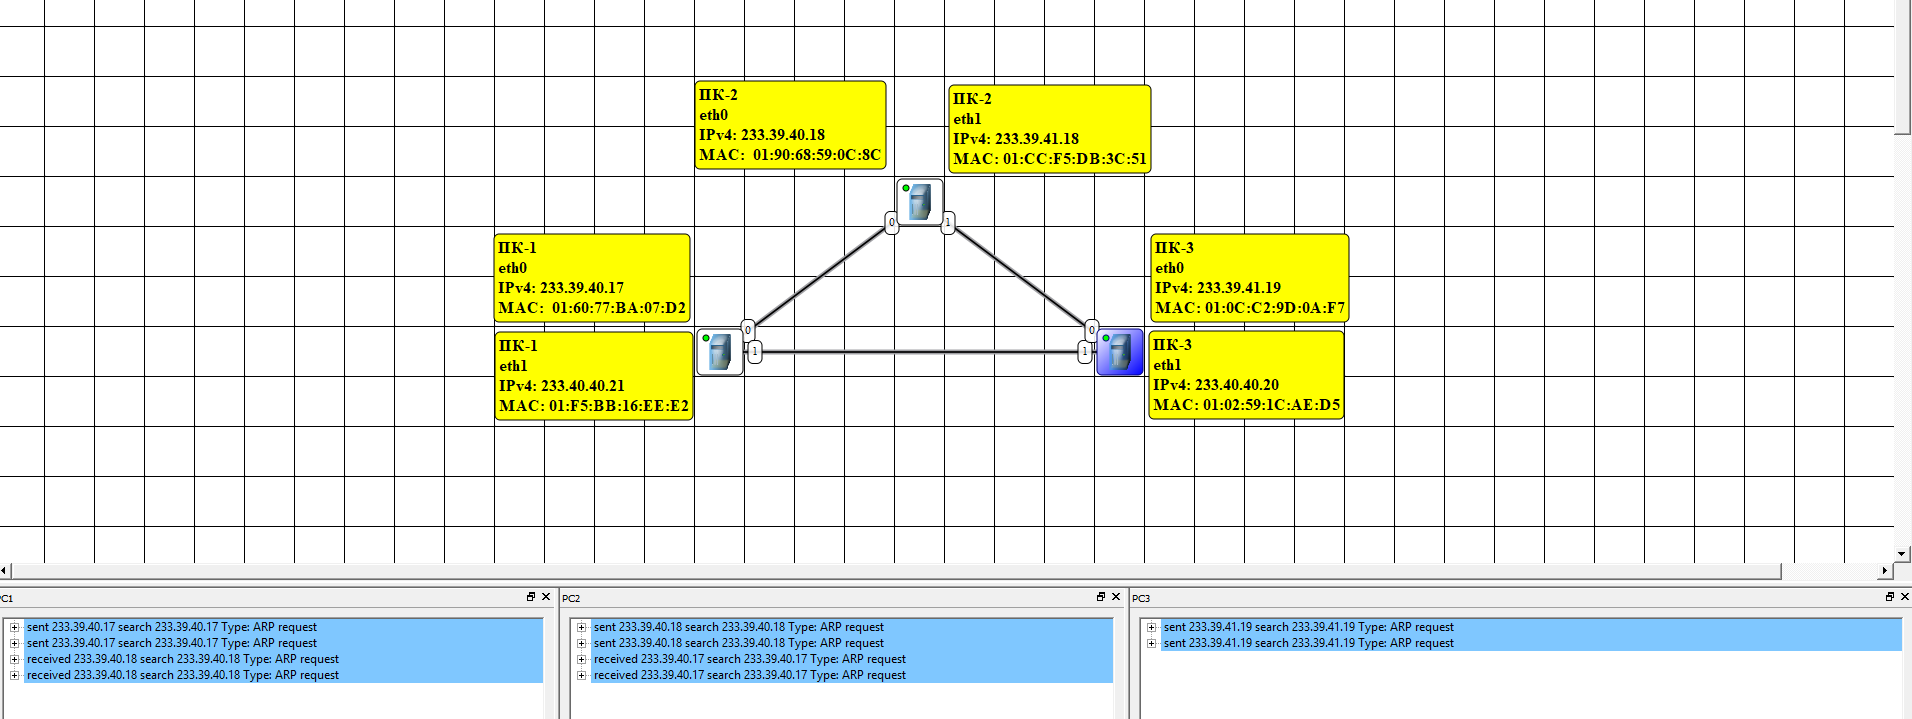 ПК-2
eth0
IPv4: 233.39.40.18
MAC:  01:90:68:59:0C:8C
ПК-2
eth1
IPv4: 233.39.41.18
MAC: 01:CC:F5:DB:3C:51
0
1
ПК-1
eth0
IPv4: 233.39.40.17
MAC:  01:60:77:BA:07:D2
ПК-3
eth0
IPv4: 233.39.41.19
MAC: 01:0C:C2:9D:0A:F7
0
0
1
1
ПК-1
eth1
IPv4: 233.40.40.21
MAC: 01:F5:BB:16:EE:E2
ПК-3
eth1
IPv4: 233.40.40.20
MAC: 01:02:59:1C:AE:D5
PC1
sent 233.39.40.17 search 233.39.40.17 Type: ARP request
sent 233.39.40.17 search 233.39.40.17 Type: ARP request
received 233.39.40.18 search 233.39.40.18 Type: ARP request
received 233.39.40.18 search 233.39.40.18 Type: ARP request
PC2
sent 233.39.40.18 search 233.39.40.18 Type: ARP request
sent 233.39.40.18 search 233.39.40.18 Type: ARP request
received 233.39.40.17 search 233.39.40.17 Type: ARP request
received 233.39.40.17 search 233.39.40.17 Type: ARP request
PC3
sent 233.39.41.19 search 233.39.41.19 Type: ARP request
sent 233.39.41.19 search 233.39.41.19 Type: ARP request